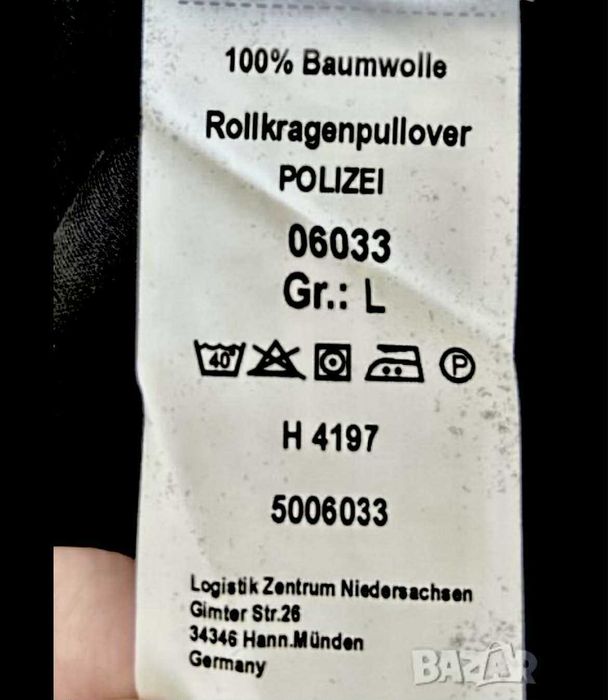 100% Baumwolle
Rollkragenpullover
POLIZEI
06033
Gr.: L
40°
P
H 4197
5006033
Logistik Zentrum Niedersachsen
Gimter Str.26
34346 Hann.Münden
Germany
BAZAR